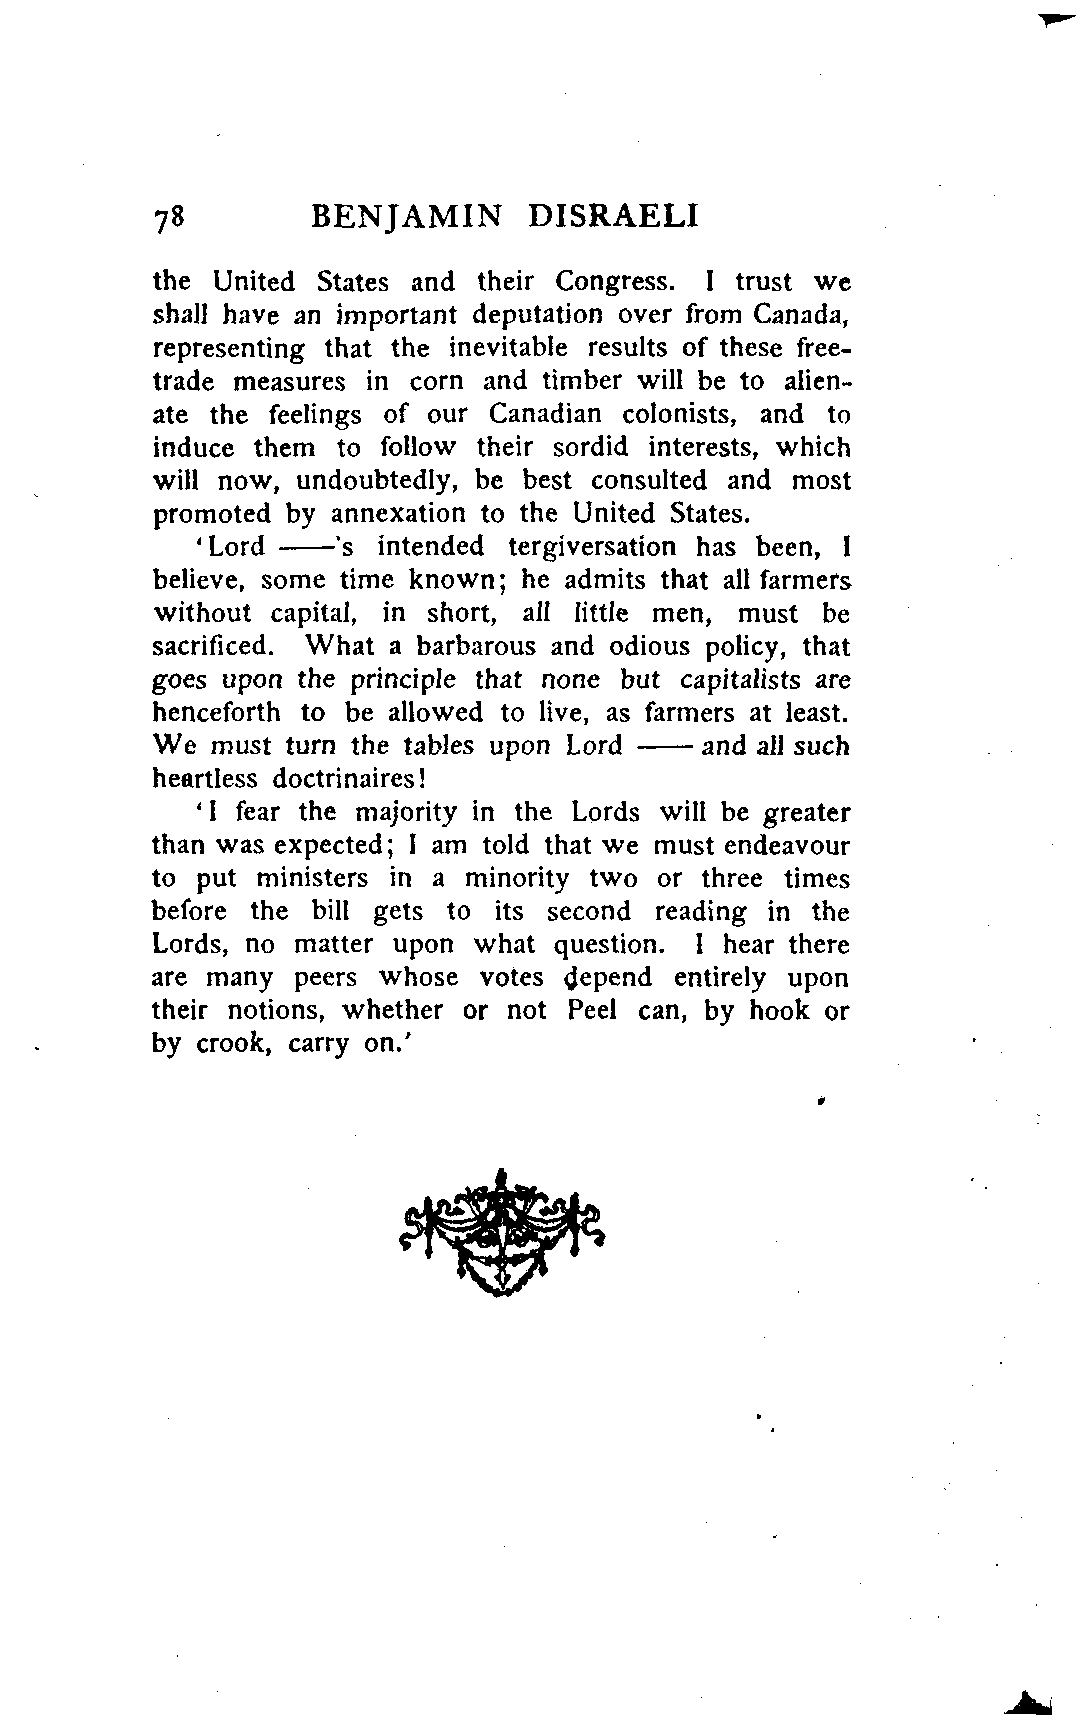 78 BENJAMIN DISRAELI
the United States and their Congress. I trust we
shall have an important deputation over from Canada,
representing that the inevitable results of these free-
trade measures in corn and timber will be to alien-
ate the feelings of our Canadian colonists, and to
induce them to follow their sordid interests, which
will now, undoubtedly, be best consulted and most
promoted by annexation to the United States.
‘Lord ——’s intended tergiversation has been, I
believe, some time known; he admits that all farmers
without capital, in short, all little men, must be
sacrificed. What a barbarous and odious policy, that
goes upon the principle that none but capitalists are
henceforth to be allowed to live, as farmers at least.
We must turn the tables upon Lord —— and all such
heartless doctrinaires!
‘I fear the majority in the Lords will be greater
than was expected; I am told that we must endeavour
to put ministers in a minority two or three times
before the bill gets to its second reading in the
Lords, no matter upon what question. I hear there
are many peers whose votes depend entirely upon
their notions, whether or not Peel can, by hook or
by crook, carry on.’